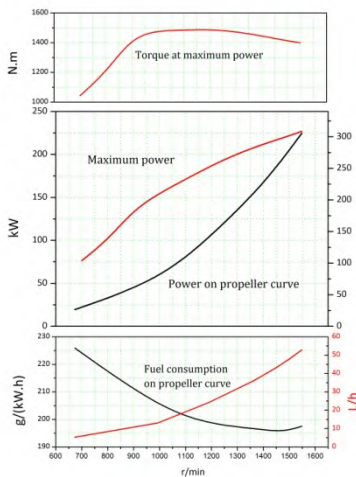 1600
1400
1200
1000
N.m
Torque at maximum power
250
200
150
100
50
0
kW
Maximum power
Power on propeller curve
300
250
200
150
100
50
0
230
220
210
200
190
g/(kW.h)
Fuel consumption
on propeller curve
60
50
40
30
20
10
0
L/h
600 700 800 900 1000 1100 1200 1300 1400 1500 1600
r/min